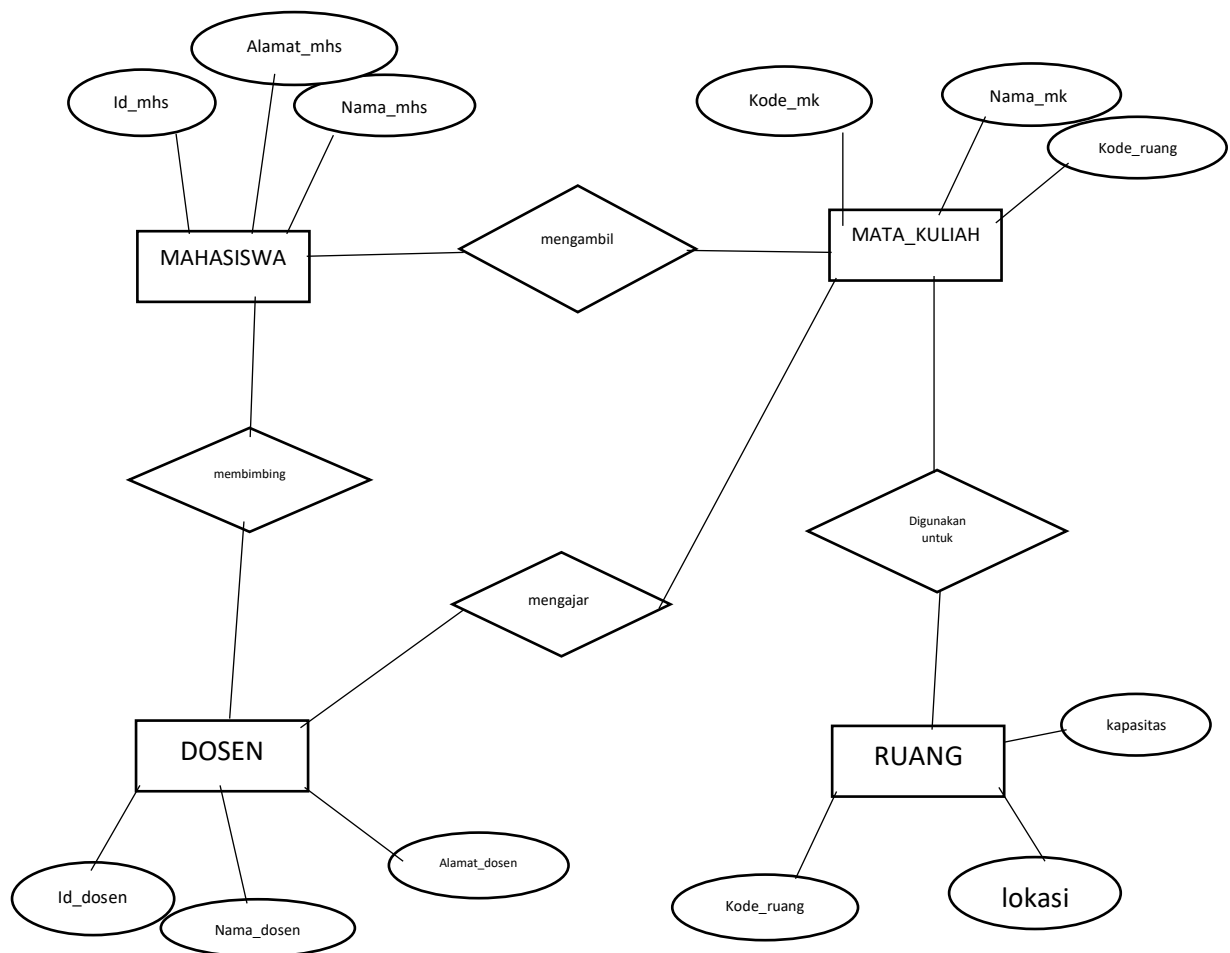 Alamat_mhs
Id_mhs
Nama_mhs
Kode_mk
Nama_mk
Kode_ruang
MAHASISWA
mengambil
MATA_KULIAH
membimbing
Digunakan
untuk
mengajar
DOSEN
RUANG
kapasitas
Id_dosen
Nama_dosen
Alamat_dosen
Kode_ruang
lokasi